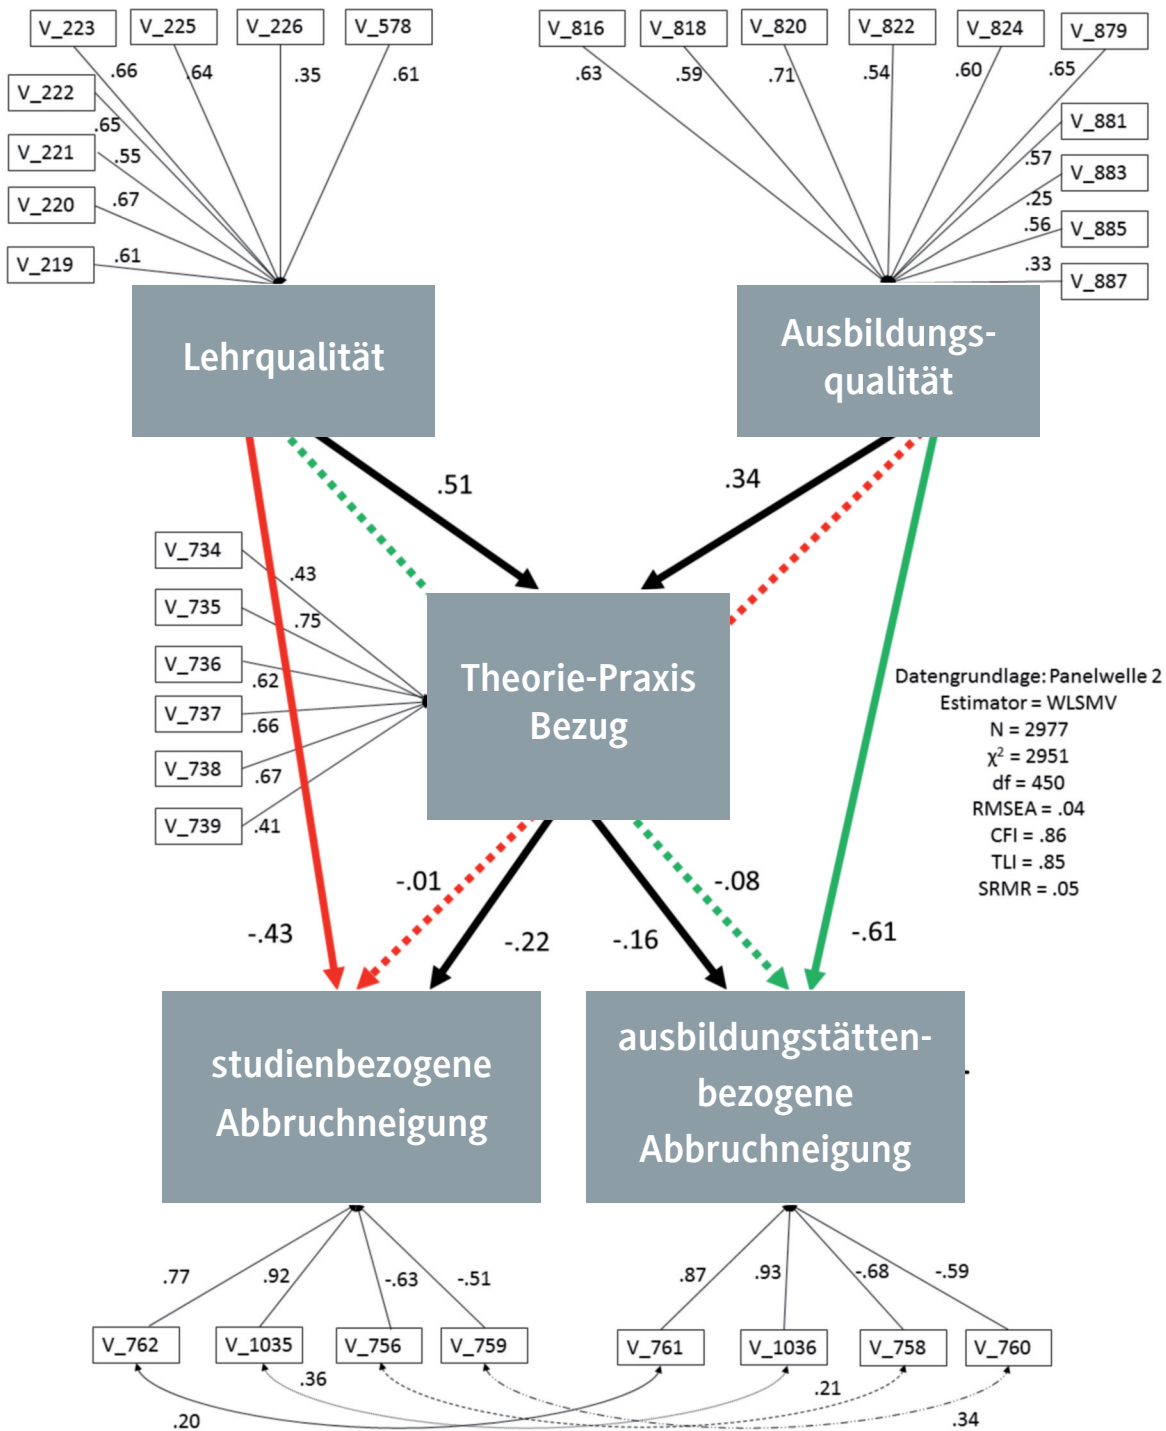 V_223
V_225
V_226
V_578
V_816
V_818
V_820
V_822
V_824
V_879
.66
.64
.35
.61
.63
.59
.71
.54
.60
.65
V_222
V_881
.65
V_221
.55
.57
V_883
V_220
.67
.25
V_885
.56
V_219
.61
.33
V_887
Lehrqualität
Ausbildungs-
qualität
.51
.34
V_734
.43
V_735
.75
V_736
.62
V_737
.66
V_738
.67
V_739
.41
Theorie-Praxis
Bezug
Datengrundlage: Panelwelle 2
Estimator = WLSMV
N = 2977
χ² = 2951
df = 450
RMSEA = .04
CFI = .86
TLI = .85
SRMR = .05
-.01
-.08
-.43
-.22
-.16
-.61
studienbezogene
Abbruchneigung
ausbildungstätten-
bezogene
Abbruchneigung
.77
.92
-.63
-.51
.87
.93
-.68
-.59
V_762
V_1035
V_756
V_759
V_761
V_1036
V_758
V_760
.36
.21
.20
.34